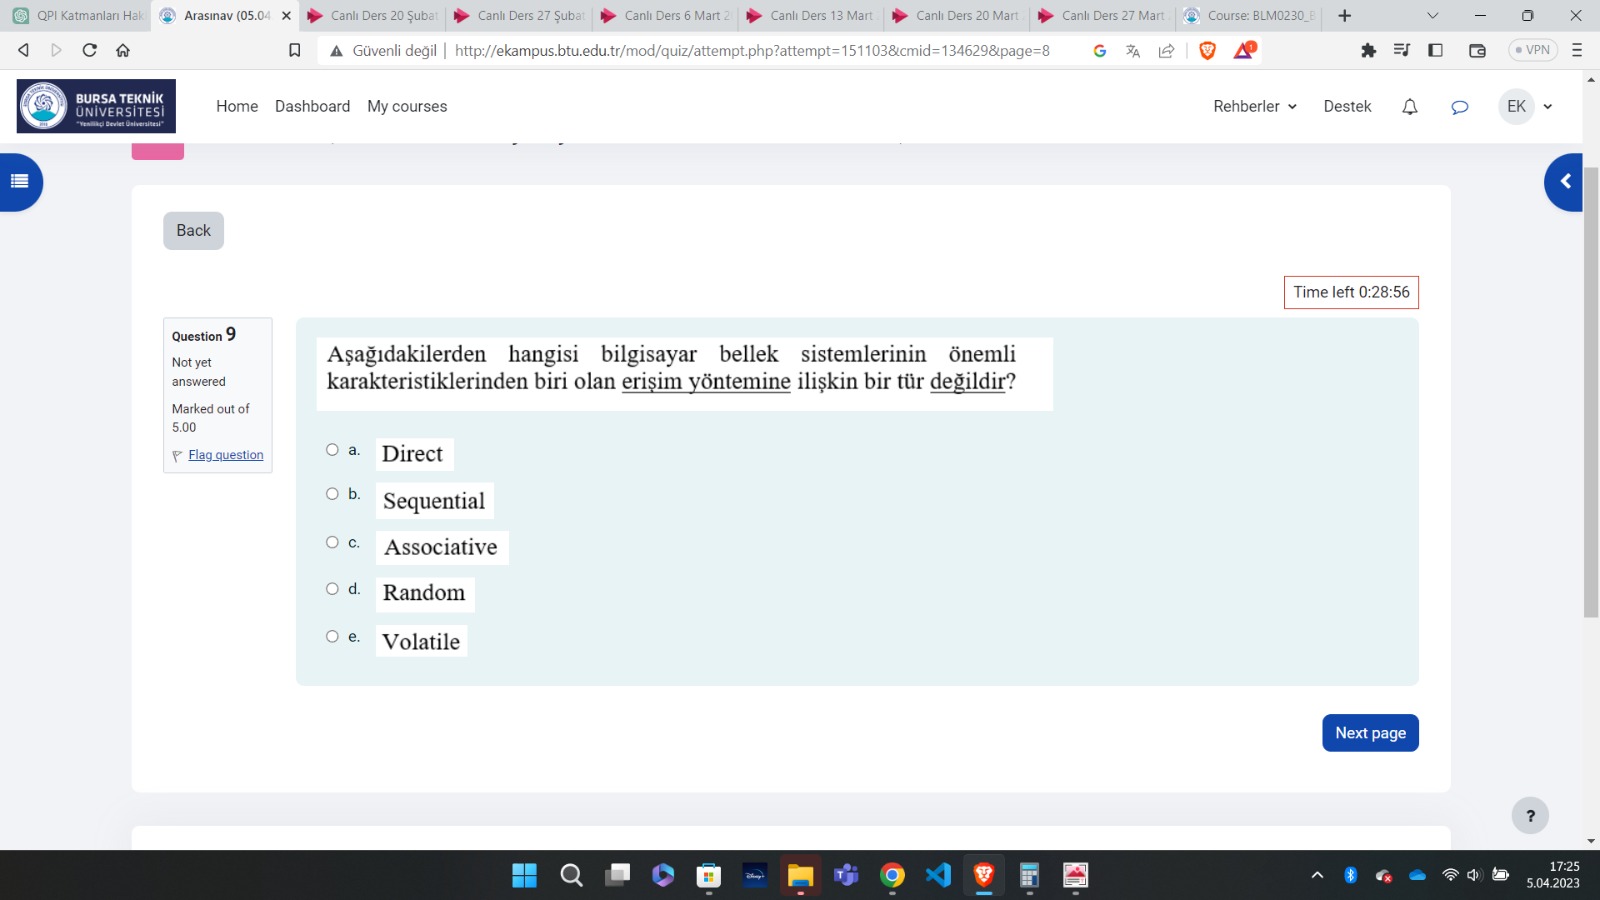 QPI Katmanları Hak
Arasınav (05.04
Canlı Ders 20 Şubat
Canlı Ders 27 Şubat
Canlı Ders 6 Mart 2
Canlı Ders 13 Mart
Canlı Ders 20 Mart
Canlı Ders 27 Mart
Course: BLM0230_B
Güvenli değil
http://ekampus.btu.edu.tr/mod/quiz/attempt.php?attempt=151103&cmid=134629&page=8
1
VPN
BURSA TEKNİK
ÜNİVERSİTESİ
"Yenilikçi Devlet Üniversitesi"
Home
Dashboard
My courses
Rehberler
Destek
EK
Back
Time left 0:28:56
Question 9
Not yet
answered
Marked out of
5.00
Flag question
Aşağıdakilerden hangisi bilgisayar bellek sistemlerinin önemli
karakteristiklerinden biri olan erişim yöntemine ilişkin bir tür değildir?
a. Direct
b. Sequential
c. Associative
d. Random
e. Volatile
Next page
?
17:25
5.04.2023